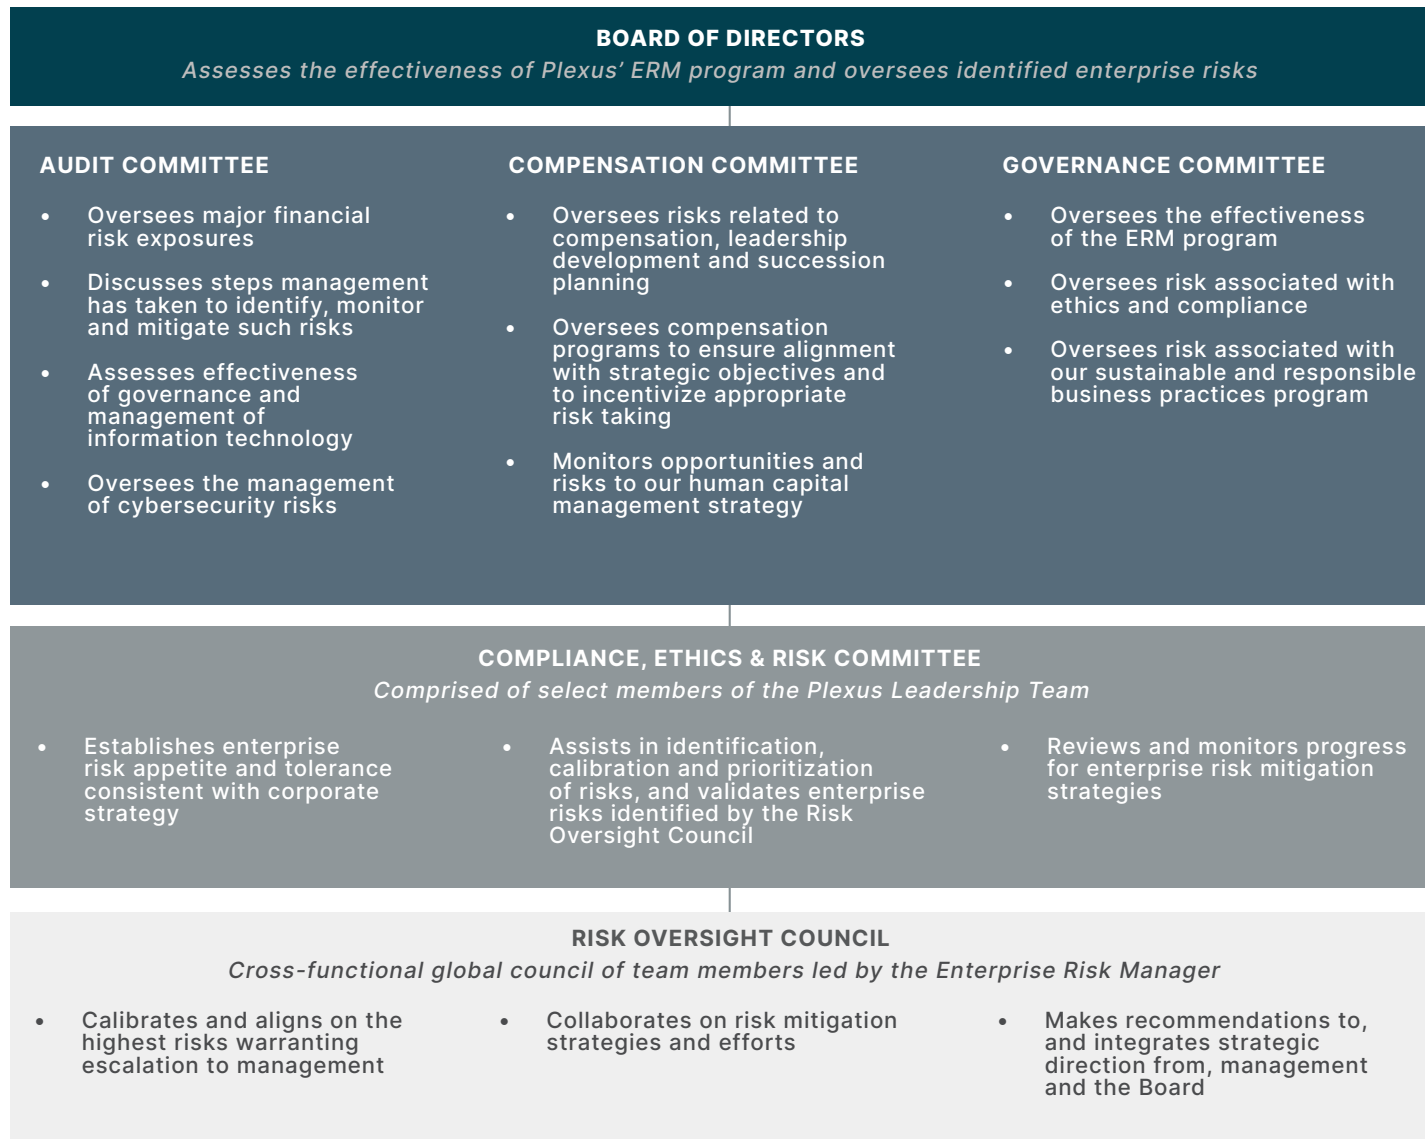 BOARD OF DIRECTORS
Assesses the effectiveness of Plexus’ ERM program and oversees identified enterprise risks
AUDIT COMMITTEE
• Oversees major financial
risk exposures
• Discusses steps management
has taken to identify, monitor
and mitigate such risks
• Assesses effectiveness
of governance and
management of
information technology
• Oversees the management
of cybersecurity risks
COMPENSATION COMMITTEE
• Oversees risks related to
compensation, leadership
development and succession
planning
• Oversees compensation
programs to ensure alignment
with strategic objectives and
to incentivize appropriate
risk taking
• Monitors opportunities and
risks to our human capital
management strategy
GOVERNANCE COMMITTEE
• Oversees the effectiveness
of the ERM program
• Oversees risk associated with
ethics and compliance
• Oversees risk associated with
our sustainable and responsible
business practices program
COMPLIANCE, ETHICS & RISK COMMITTEE
Comprised of select members of the Plexus Leadership Team
• Establishes enterprise
risk appetite and tolerance
consistent with corporate
strategy
• Assists in identification,
calibration and prioritization
of risks, and validates enterprise
risks identified by the Risk
Oversight Council
• Reviews and monitors progress
for enterprise risk mitigation
strategies
RISK OVERSIGHT COUNCIL
Cross-functional global council of team members led by the Enterprise Risk Manager
• Calibrates and aligns on the
highest risks warranting
escalation to management
• Collaborates on risk mitigation
strategies and efforts
• Makes recommendations to,
and integrates strategic
direction from, management
and the Board